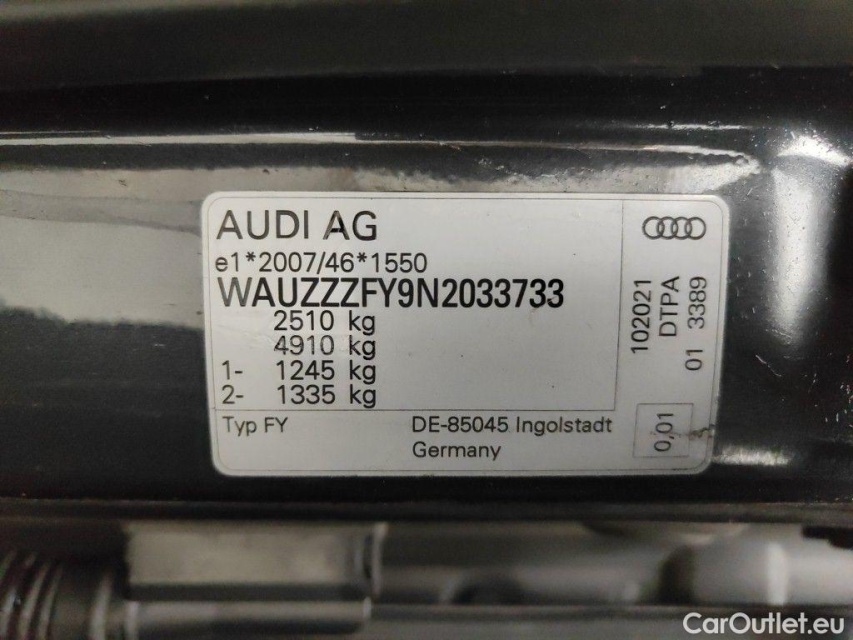 AUDI AG
e1*2007/46*1550
WAUZZZFY9N2033733
2510 kg
4910 kg
1- 1245 kg
2- 1335 kg
Typ FY
DE-85045 Ingolstadt
Germany
102021
DTPA
01 3389
0,01
CarOutlet.eu